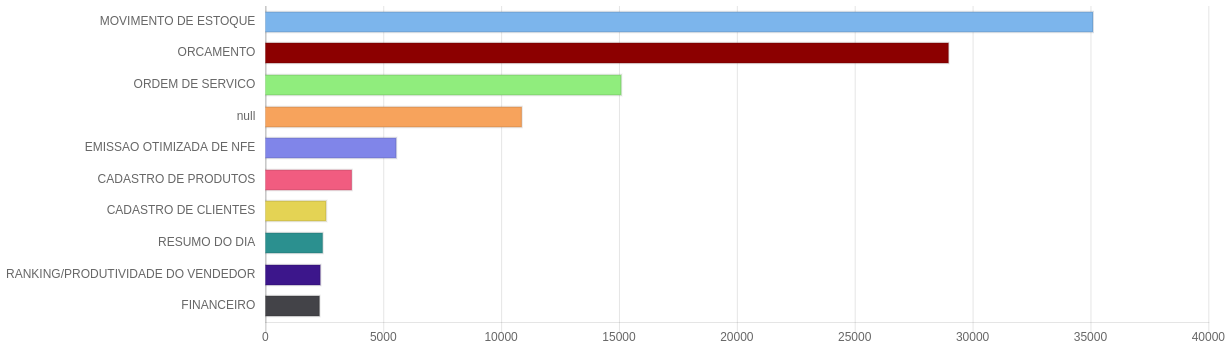 MOVIMENTO DE ESTOQUE
ORCAMENTO
ORDEM DE SERVICO
null
EMISSAO OTIMIZADA DE NFE
CADASTRO DE PRODUTOS
CADASTRO DE CLIENTES
RESUMO DO DIA
RANKING/PRODUTIVIDADE DO VENDEDOR
FINANCEIRO
0 5000 10000 15000 20000 25000 30000 35000 40000